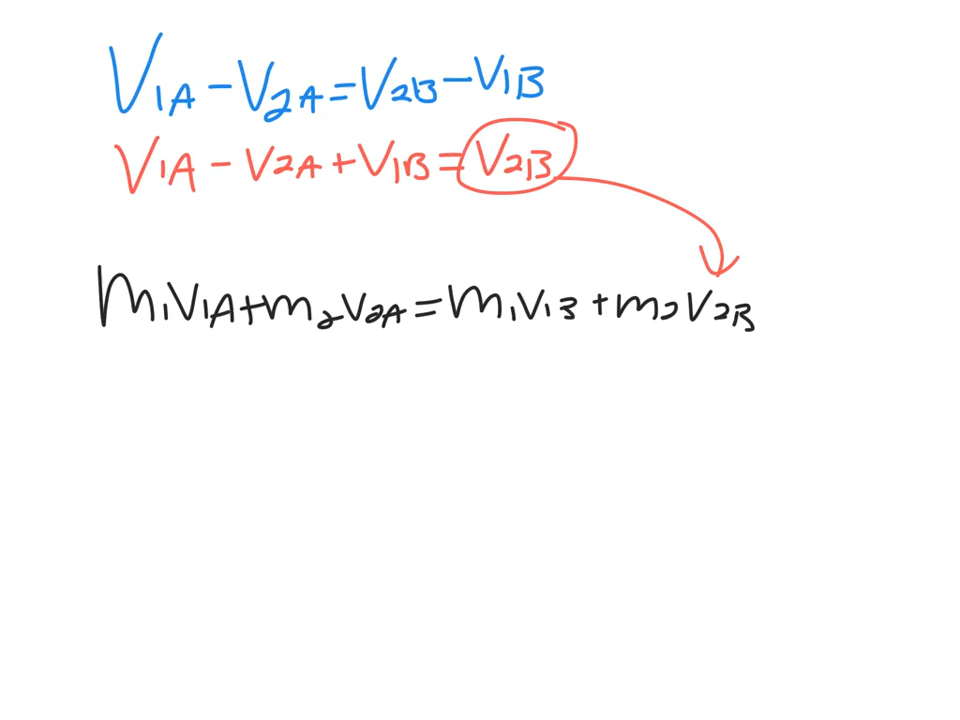 V1A - V2A = V2B - V1B
V1A - V2A + V1B = V2B
m1V1A + m2V2A = m1V1B + m2V2B